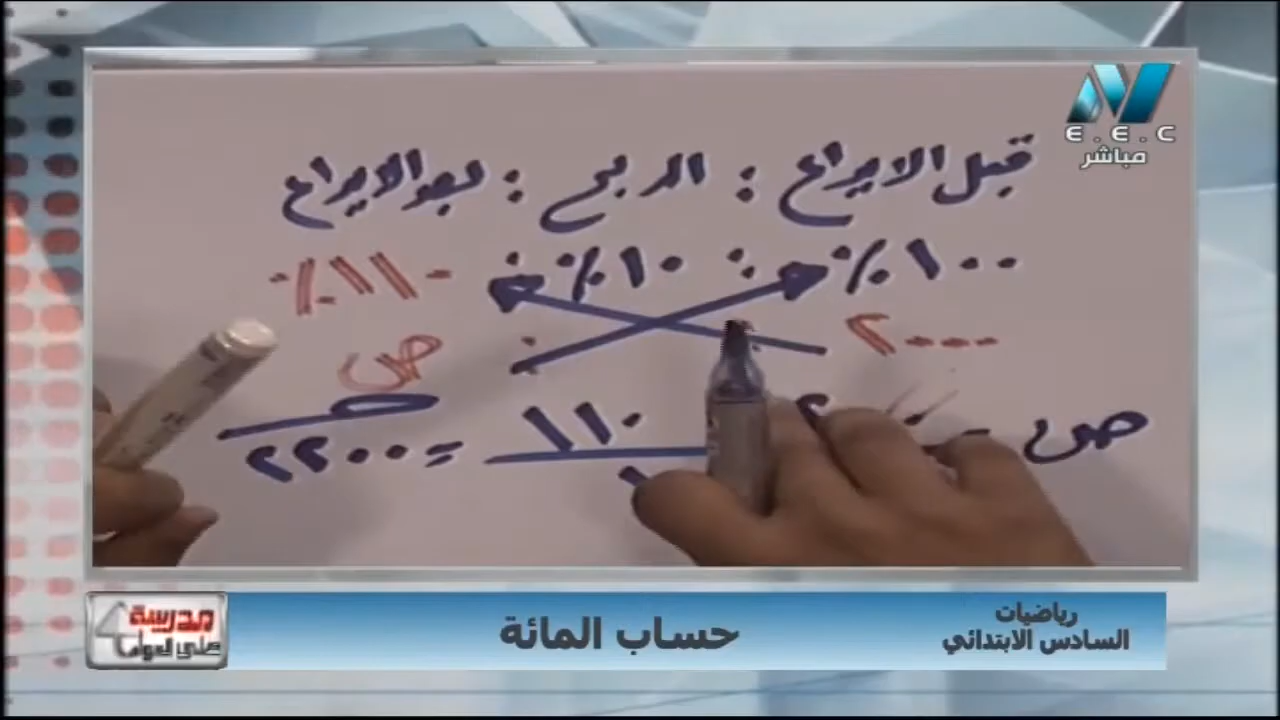 E.E.C
مباشر
قبل الايداع : الربح : بعد الايداع
١٠٠٪ : ١٠٪ : ١١٠٪
٢٠٠٠ ص
ص ١١٠ = ٢٢٠٠
مدرسة على الهواء
حساب المائة
رياضيات
السادس الابتدائي